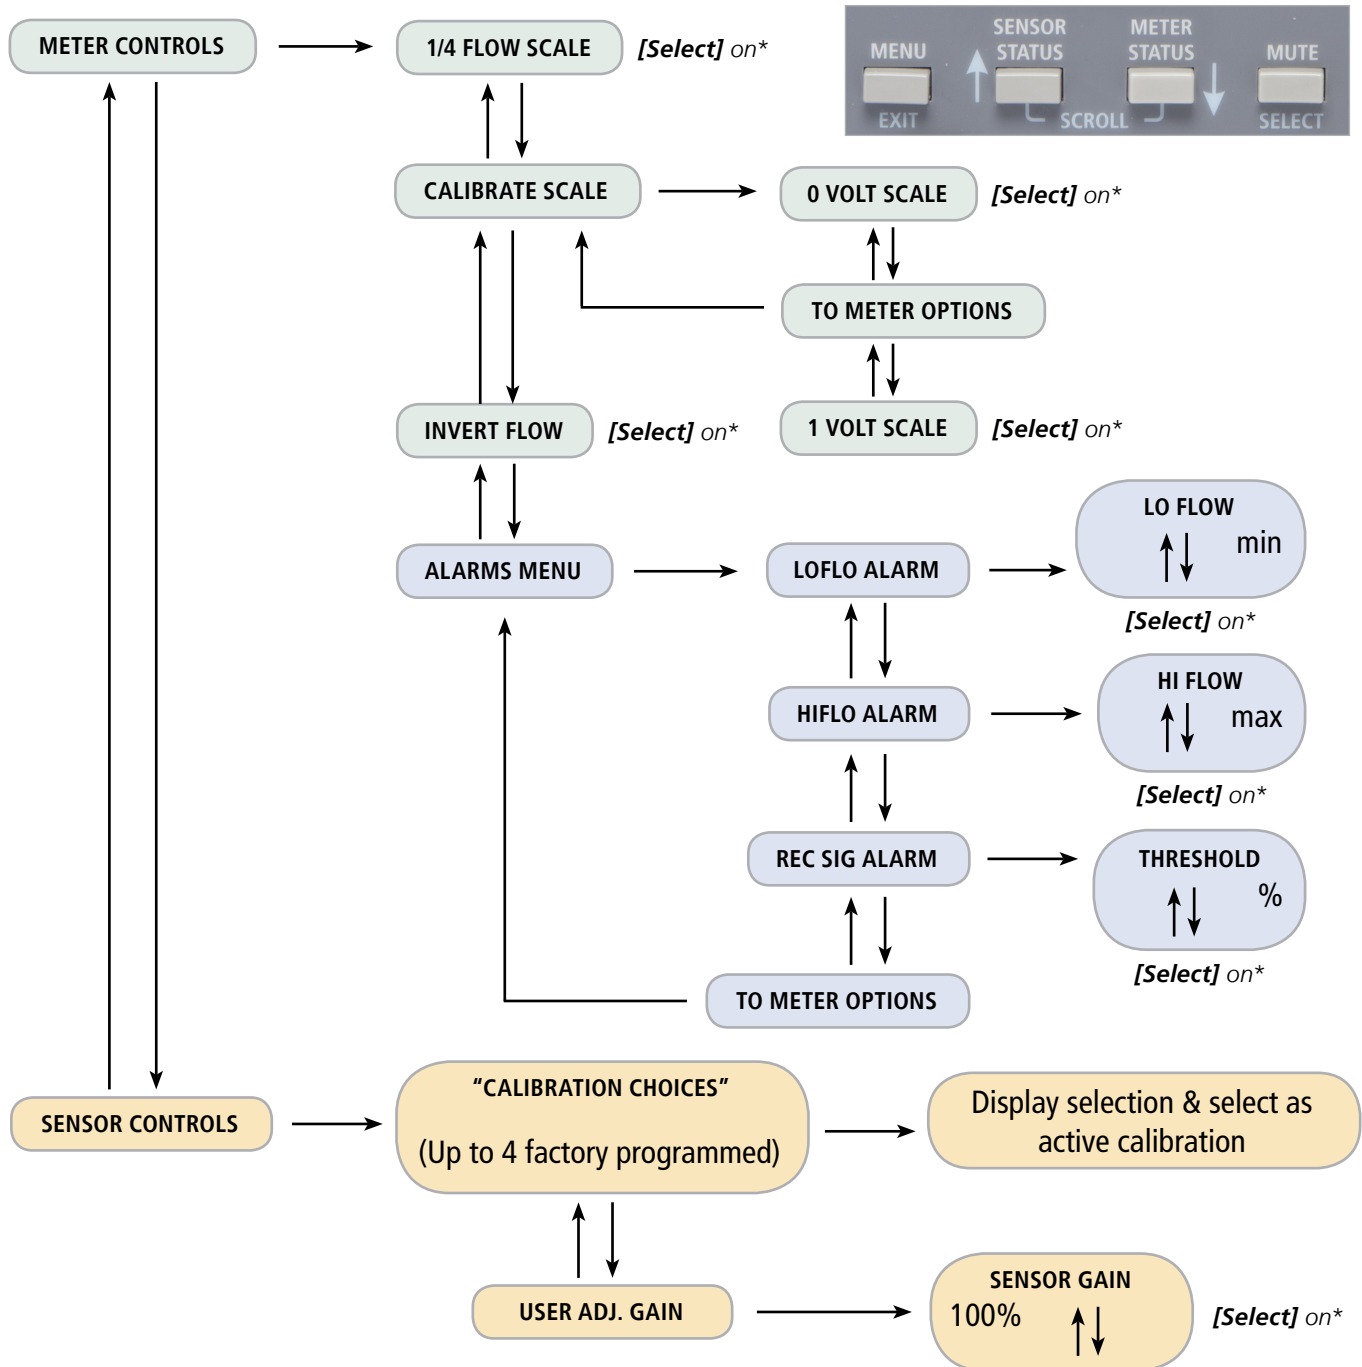 METER CONTROLS
1/4 FLOW SCALE
[Select] on*
MENU
SENSOR
STATUS
METER
STATUS
MUTE
EXIT
SCROLL
SELECT
CALIBRATE SCALE
0 VOLT SCALE
[Select] on*
TO METER OPTIONS
INVERT FLOW
[Select] on*
1 VOLT SCALE
[Select] on*
ALARMS MENU
LOFLO ALARM
LO FLOW
min
[Select] on*
HIFLO ALARM
HI FLOW
max
[Select] on*
REC SIG ALARM
THRESHOLD
%
[Select] on*
TO METER OPTIONS
SENSOR CONTROLS
"CALIBRATION CHOICES"
(Up to 4 factory programmed)
Display selection & select as
active calibration
USER ADJ. GAIN
SENSOR GAIN
100%
[Select] on*